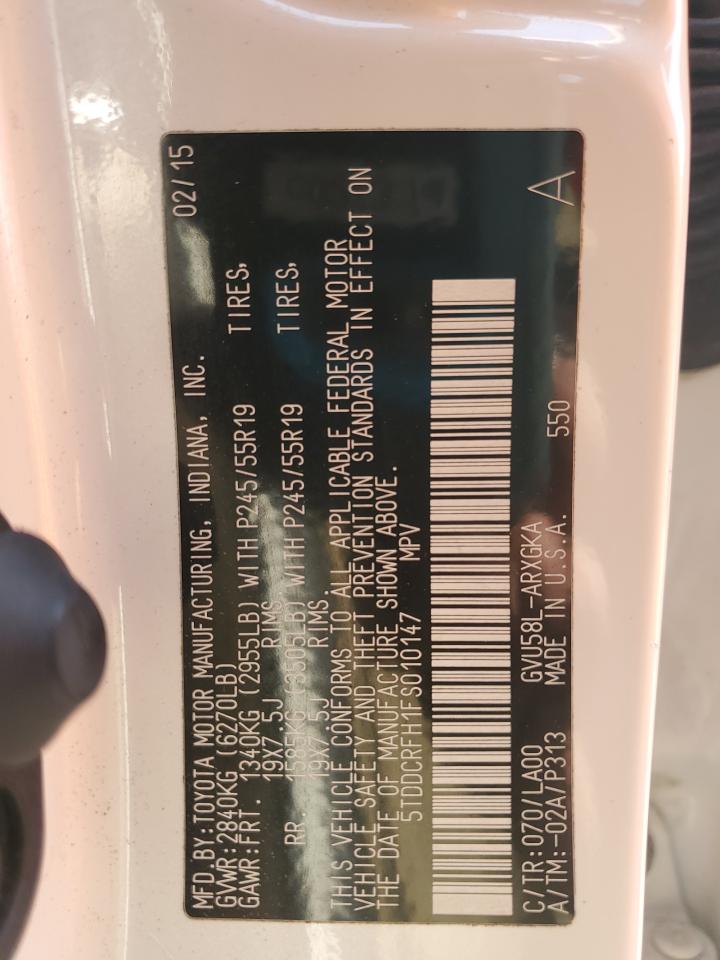 MFD.BY:TOYOTA MOTOR MANUFACTURING, INDIANA, INC. 02/15
GVWR:2840KG (6270LB)
GAWR:FRT. 1340KG (2955LB) WITH P245/55R19 TIRES,
19X7.5J RIMS
RR. 1585KG (3505LB) WITH P245/55R19 TIRES,
19X7.5J RIMS
THIS VEHICLE CONFORMS TO ALL APPLICABLE FEDERAL MOTOR
VEHICLE SAFETY AND THEFT PREVENTION STANDARDS IN EFFECT ON
THE DATE OF MANUFACTURE SHOWN ABOVE.
5TDDCRFH1FS010147 MPV
C/TR:070/LA00 GVU58L-ARXGKA A
A/TM:-02A/P313 MADE IN U.S.A. 550